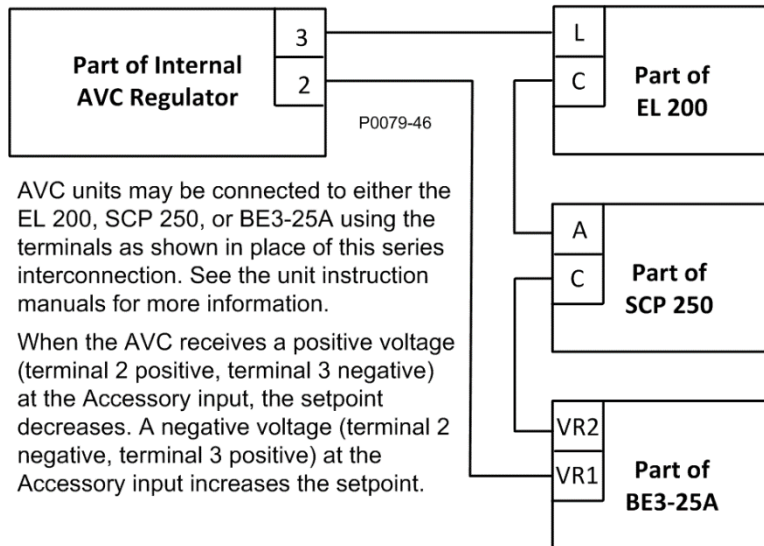 Part of Internal
AVC Regulator
3
2
P0079-46
L
C
Part of
EL 200
AVC units may be connected to either the
EL 200, SCP 250, or BE3-25A using the
terminals as shown in place of this series
interconnection. See the unit instruction
manuals for more information.
When the AVC receives a positive voltage
(terminal 2 positive, terminal 3 negative)
at the Accessory input, the setpoint
decreases. A negative voltage (terminal 2
negative, terminal 3 positive) at the
Accessory input increases the setpoint.
A
C
Part of
SCP 250
VR2
VR1
Part of
BE3-25A